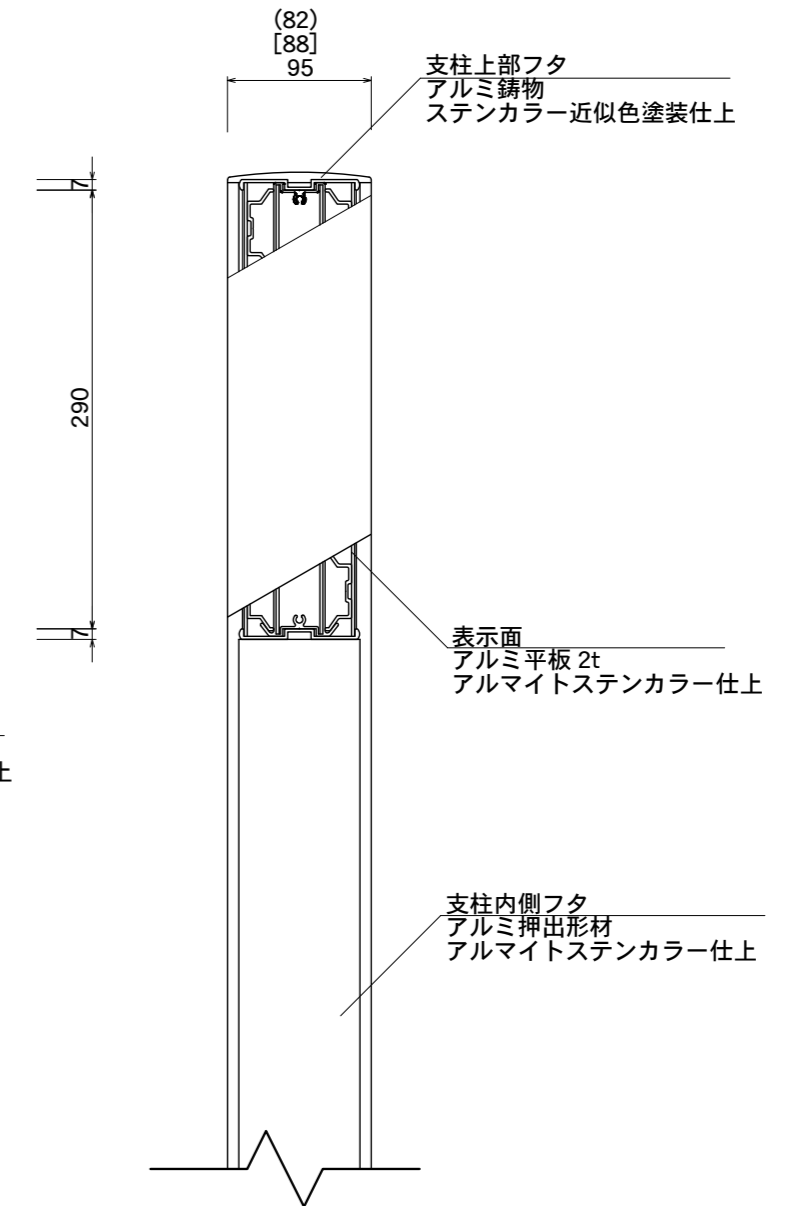 (82)
[88]
95
支柱上部フタ
アルミ鋳物
ステンカラー近似色塗装仕上
7
290
7
表示面
アルミ平板 2t
アルマイトステンカラー仕上
上
支柱内側フタ
アルミ押出形材
アルマイトステンカラー仕上